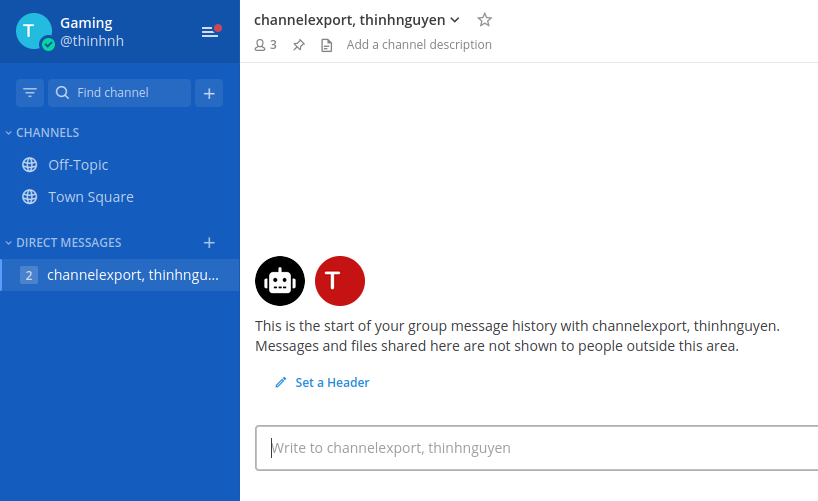 T
Gaming
@thinhnh
Find channel
CHANNELS
Off-Topic
Town Square
DIRECT MESSAGES
2 channelexport, thinhngu...
channelexport, thinhnguyen
3 Add a channel description
T
This is the start of your group message history with channelexport, thinhnguyen.
Messages and files shared here are not shown to people outside this area.
Set a Header
Write to channelexport, thinhnguyen